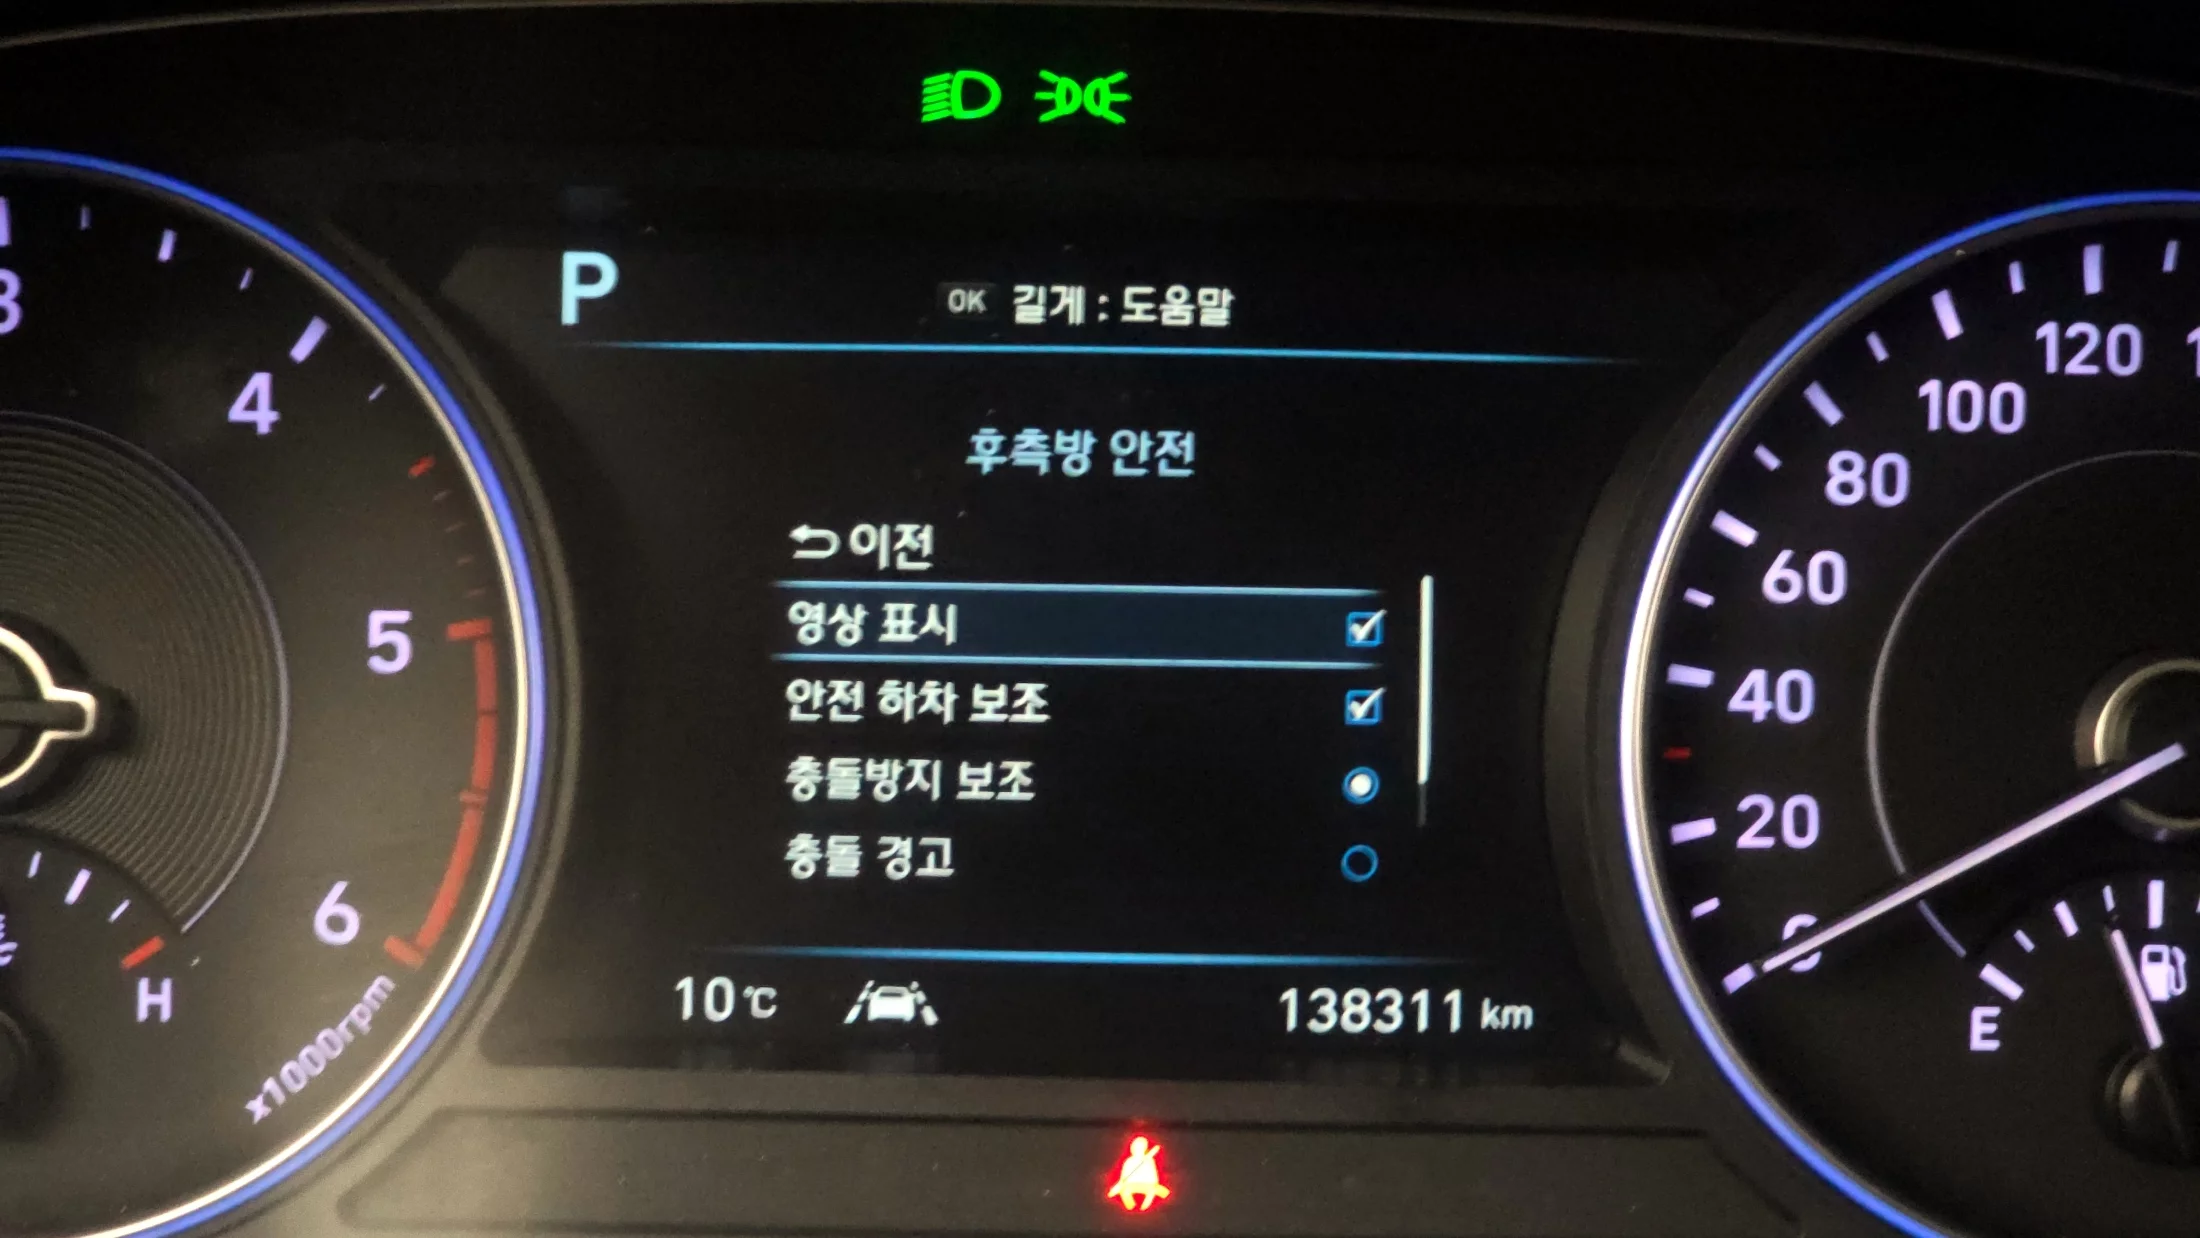 P
OK 길게 : 도움말
후측방 안전
이전
영상 표시
안전 하차 보조
충돌방지 보조
충돌 경고
10℃
138311 km
3
4
5
6
x1000rpm
H
0
20
40
60
80
100
120
E